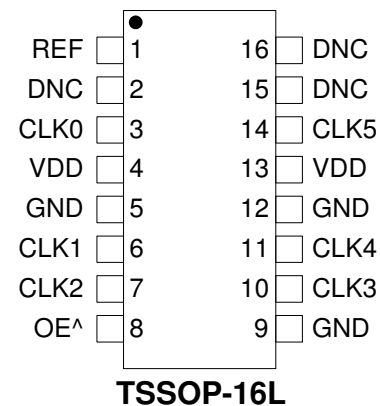 REF 1 16 DNC
DNC 2 15 DNC
CLK0 3 14 CLK5
VDD 4 13 VDD
GND 5 12 GND
CLK1 6 11 CLK4
CLK2 7 10 CLK3
OE^ 8 9 GND
TSSOP-16L